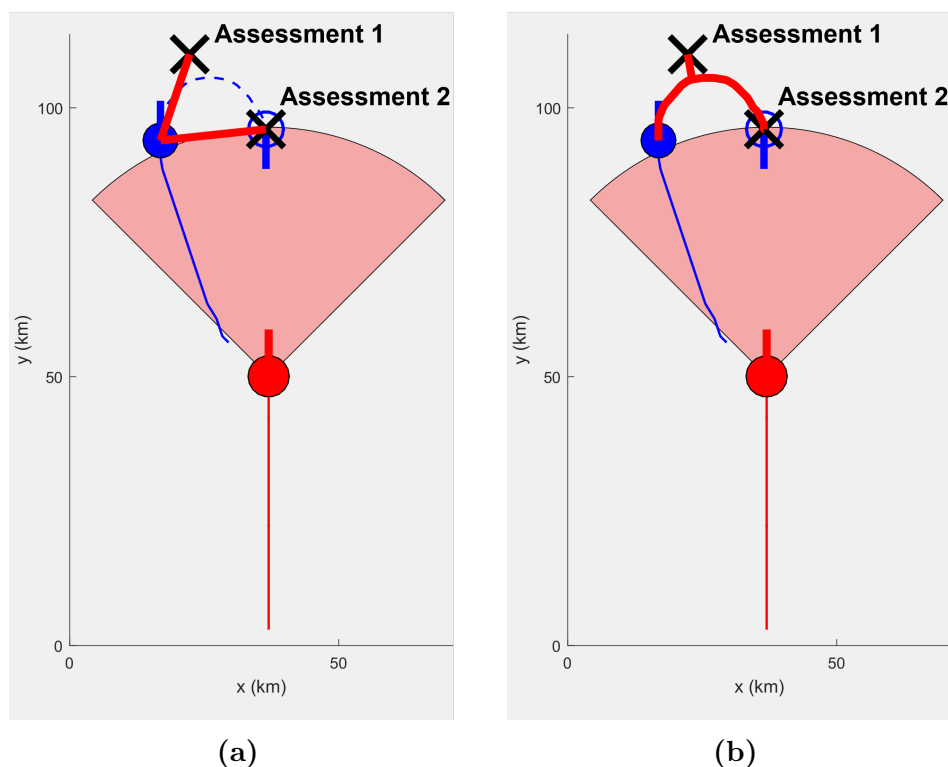 Assessment 1
Assessment 2
100
50
0
y (km)
0
50
x (km)
(a)
Assessment 1
Assessment 2
100
50
0
y (km)
0
50
x (km)
(b)